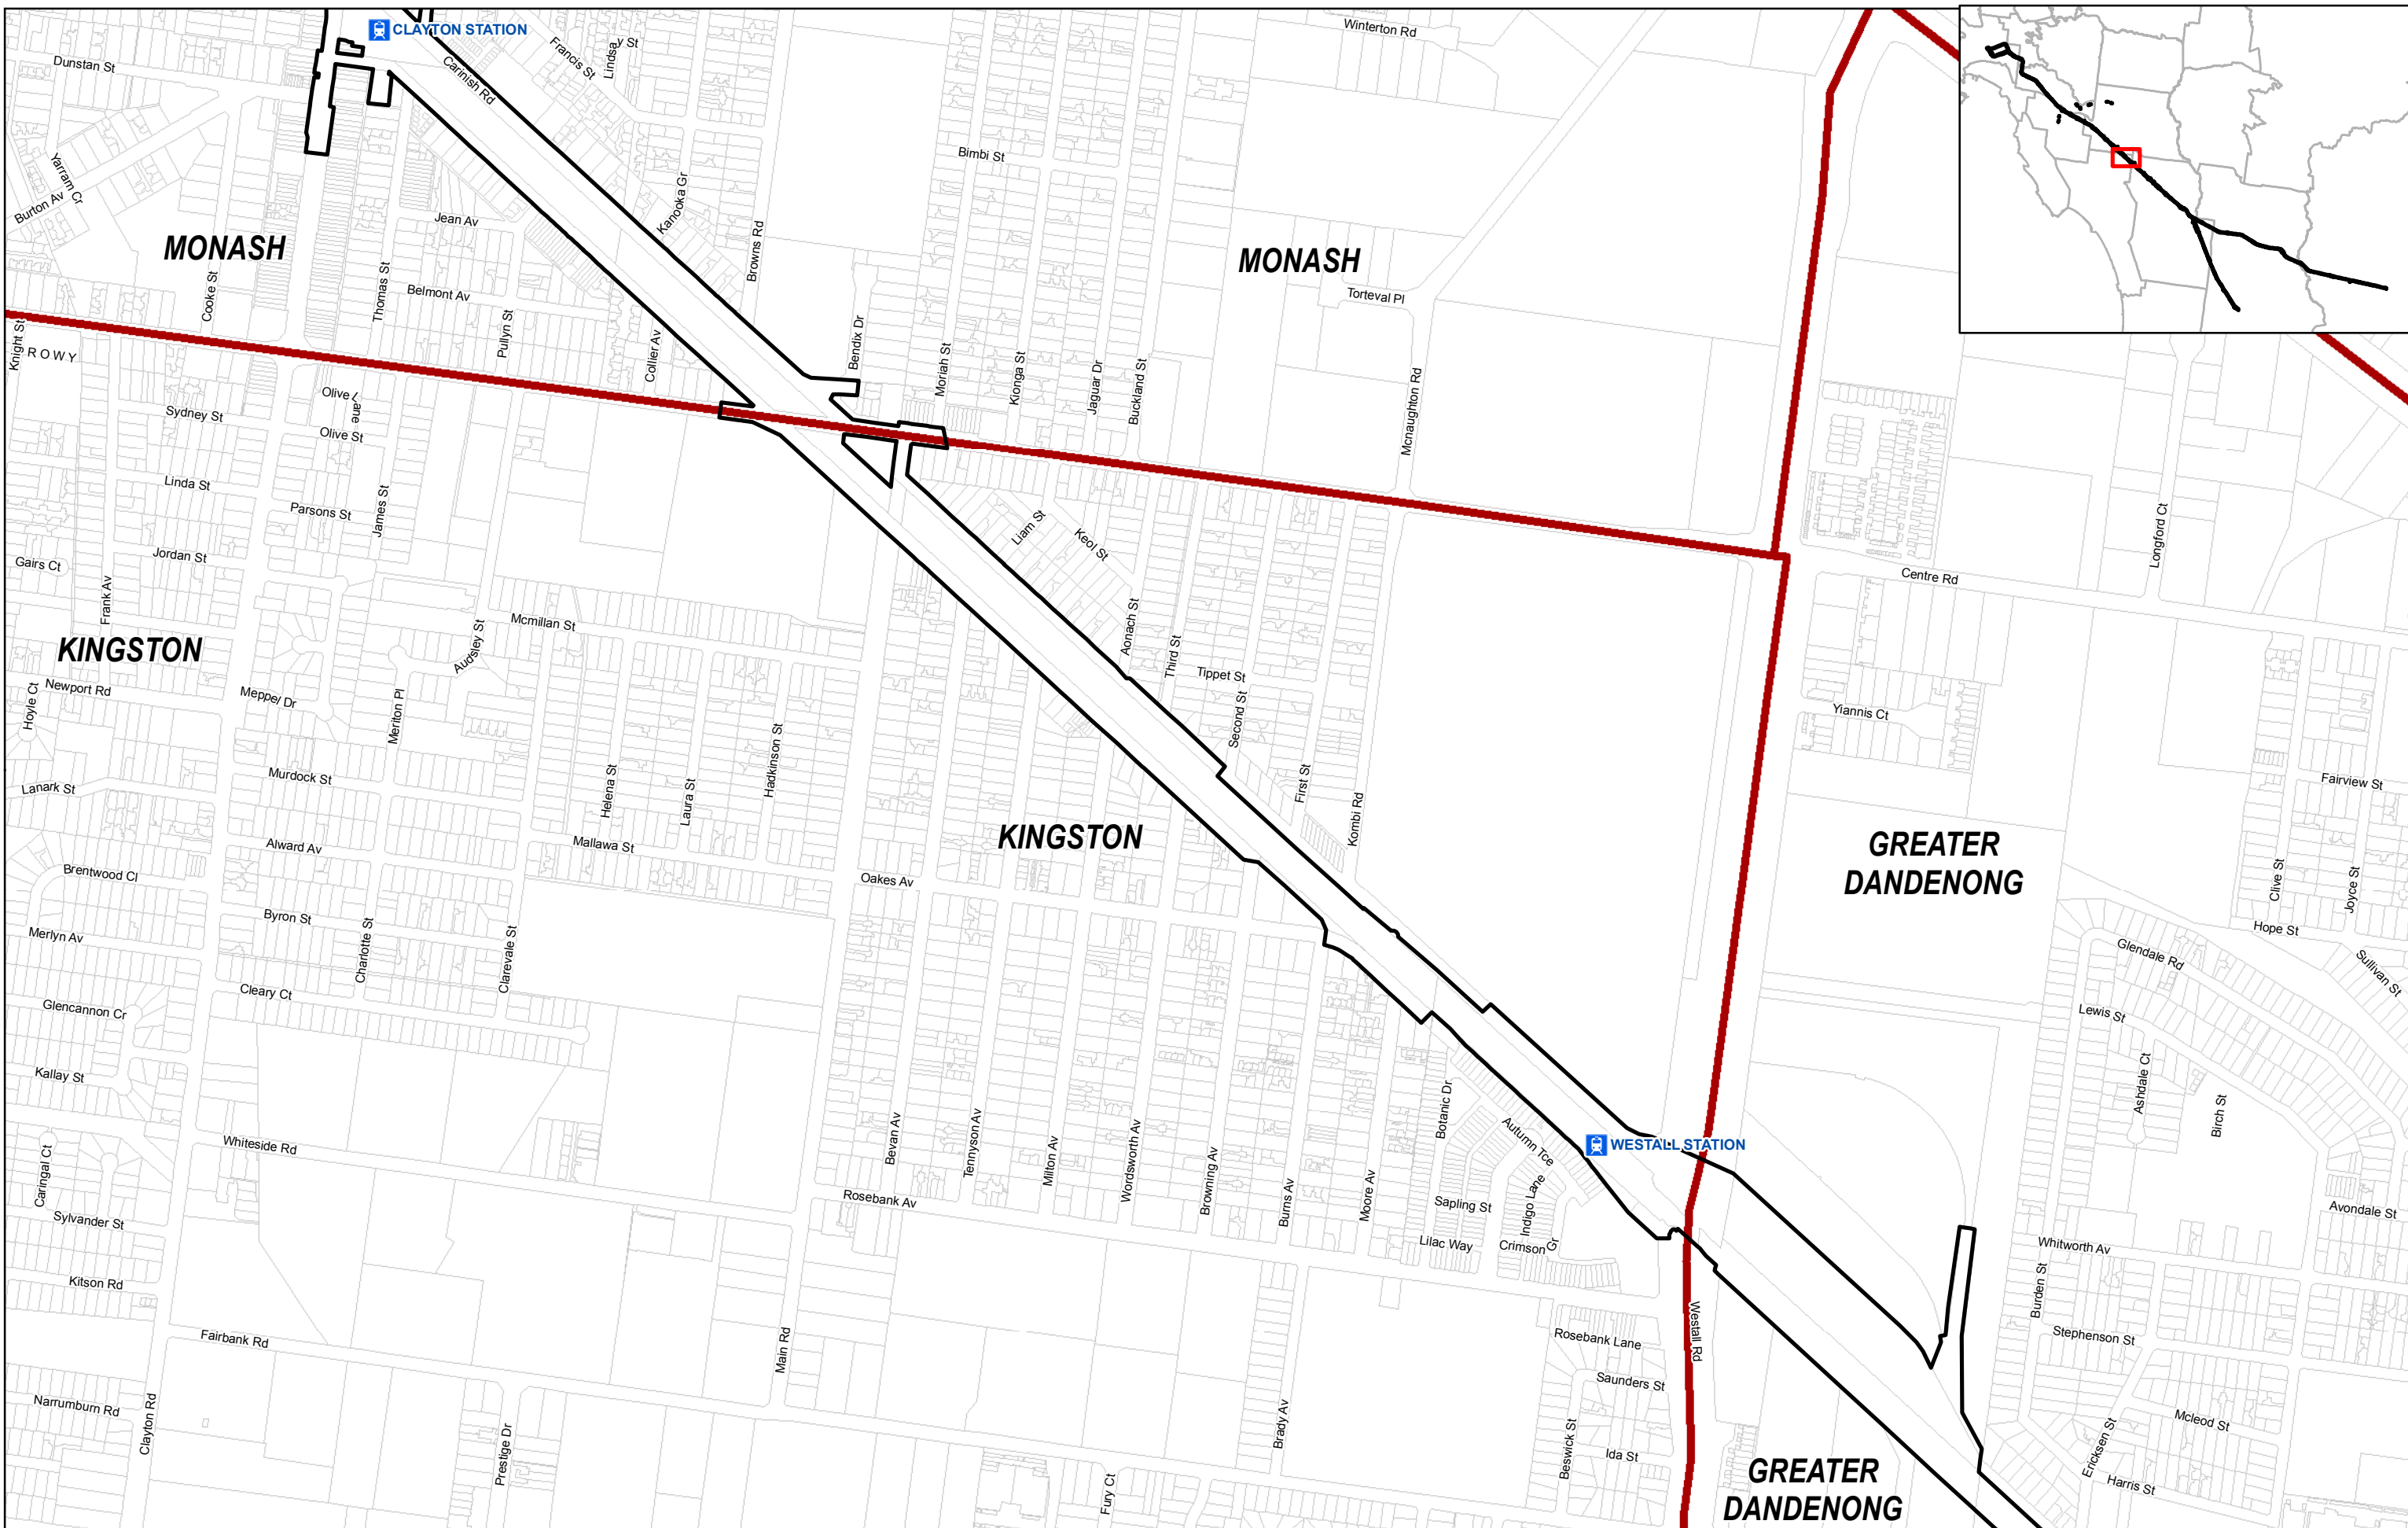 CLAYTON STATION
Winterton Rd
Lindsay St
Francis St
Dunstan St
Carinish Rd
Yarram Cr
Burton Av
Bimbi St
Kanooka Gr
Jean Av
MONASH
MONASH
Browns Rd
Cooke St
Thomas St
Belmont Av
Torteval Pl
Knight St
ROWY
Pullyn St
Collier Av
Bendix Dr
Moriah St
Kionga St
Jaguar Dr
Buckland St
Mcnaughton Rd
Olive Lane
Sydney St
Olive St
Linda St
Parsons St
James St
Liam St
Keol St
Longford Ct
Jordan St
Gairs Ct
Frank Av
Centre Rd
Mcmillan St
Audsley St
Aonach St
Third St
KINGSTON
Tippet St
Newport Rd
Hoyle Ct
Meppel Dr
Meriton Pl
Second St
Yiannis Ct
Hadkinson St
Murdock St
Lanark St
Helena St
Laura St
First St
Kombi Rd
Fairview St
KINGSTON
GREATER
DANDENONG
Alward Av
Mallawa St
Brentwood Cl
Oakes Av
Clive St
Joyce St
Byron St
Merlyn Av
Charlotte St
Clarevale St
Hope St
Glendale Rd
Sullivan St
Cleary Ct
Glencannon Cr
Lewis St
Kallay St
Ashdale Ct
Birch St
Botanic Dr
Autumn Tce
WESTALL STATION
Whiteside Rd
Bevan Av
Tennyson Av
Milton Av
Wordsworth Av
Browning Av
Burns Av
Moore Av
Caringal Ct
Rosebank Av
Sapling St
Indigo Lane
Avondale St
Sylvander St
Lilac Way
Crimson Gr
Whitworth Av
Kitson Rd
Burden St
Fairbank Rd
Main Rd
Westall Rd
Rosebank Lane
Stephenson St
Saunders St
Narrumburn Rd
Clayton Rd
Prestige Dr
Brady Av
Beswick St
Ida St
Mcleod St
Ericksen St
Harris St
Fury Ct
GREATER
DANDENONG